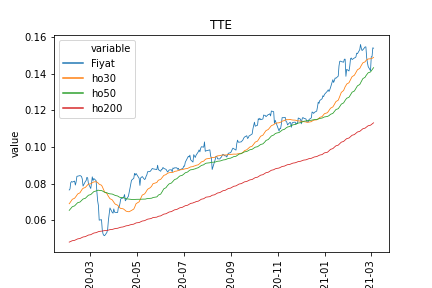 TTE
0.16
0.14
0.12
0.10
0.08
0.06
value
variable
Fiyat
ho30
ho50
ho200
20-03
20-05
20-07
20-09
20-11
21-01
21-03